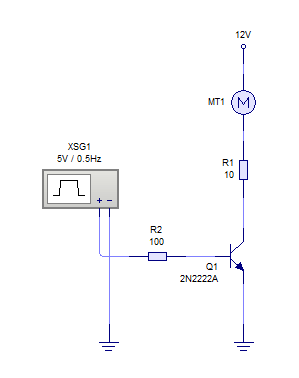 12V
MT1
M
XSG1
5V / 0.5Hz
+ −
R1
10
R2
100
Q1
2N2222A